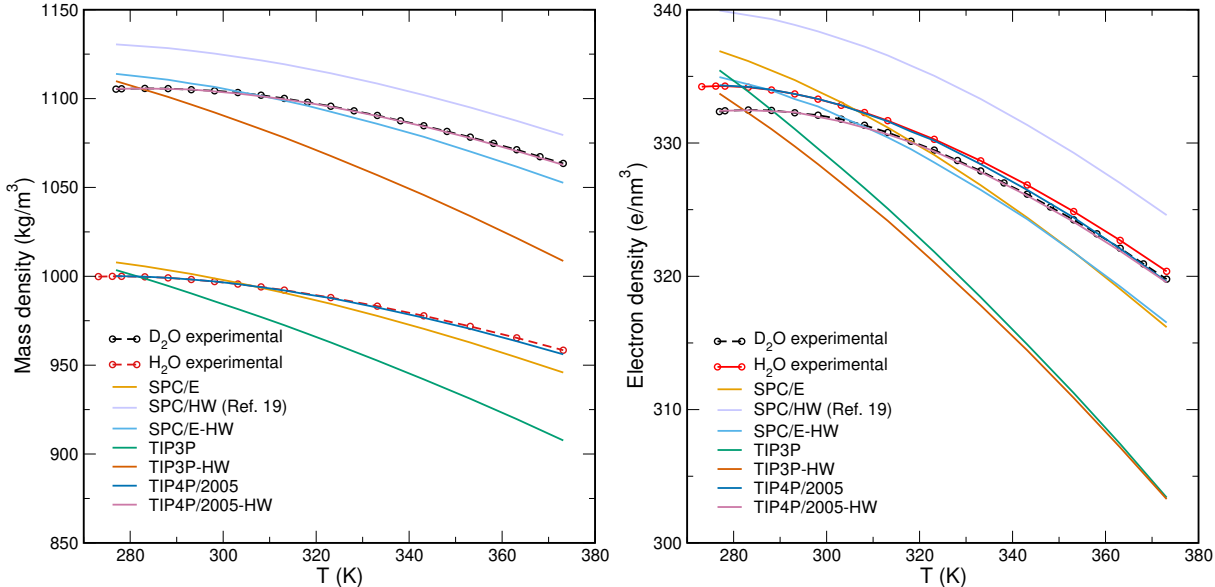 1150
1100
1050
1000
950
900
850
Mass density (kg/m³)
D₂O experimental
H₂O experimental
SPC/E
SPC/HW (Ref. 19)
SPC/E-HW
TIP3P
TIP3P-HW
TIP4P/2005
TIP4P/2005-HW
280 300 320 340 360 380
T (K)
340
330
320
310
300
Electron density (e/nm³)
D₂O experimental
H₂O experimental
SPC/E
SPC/HW (Ref. 19)
SPC/E-HW
TIP3P
TIP3P-HW
TIP4P/2005
TIP4P/2005-HW
280 300 320 340 360 380
T (K)